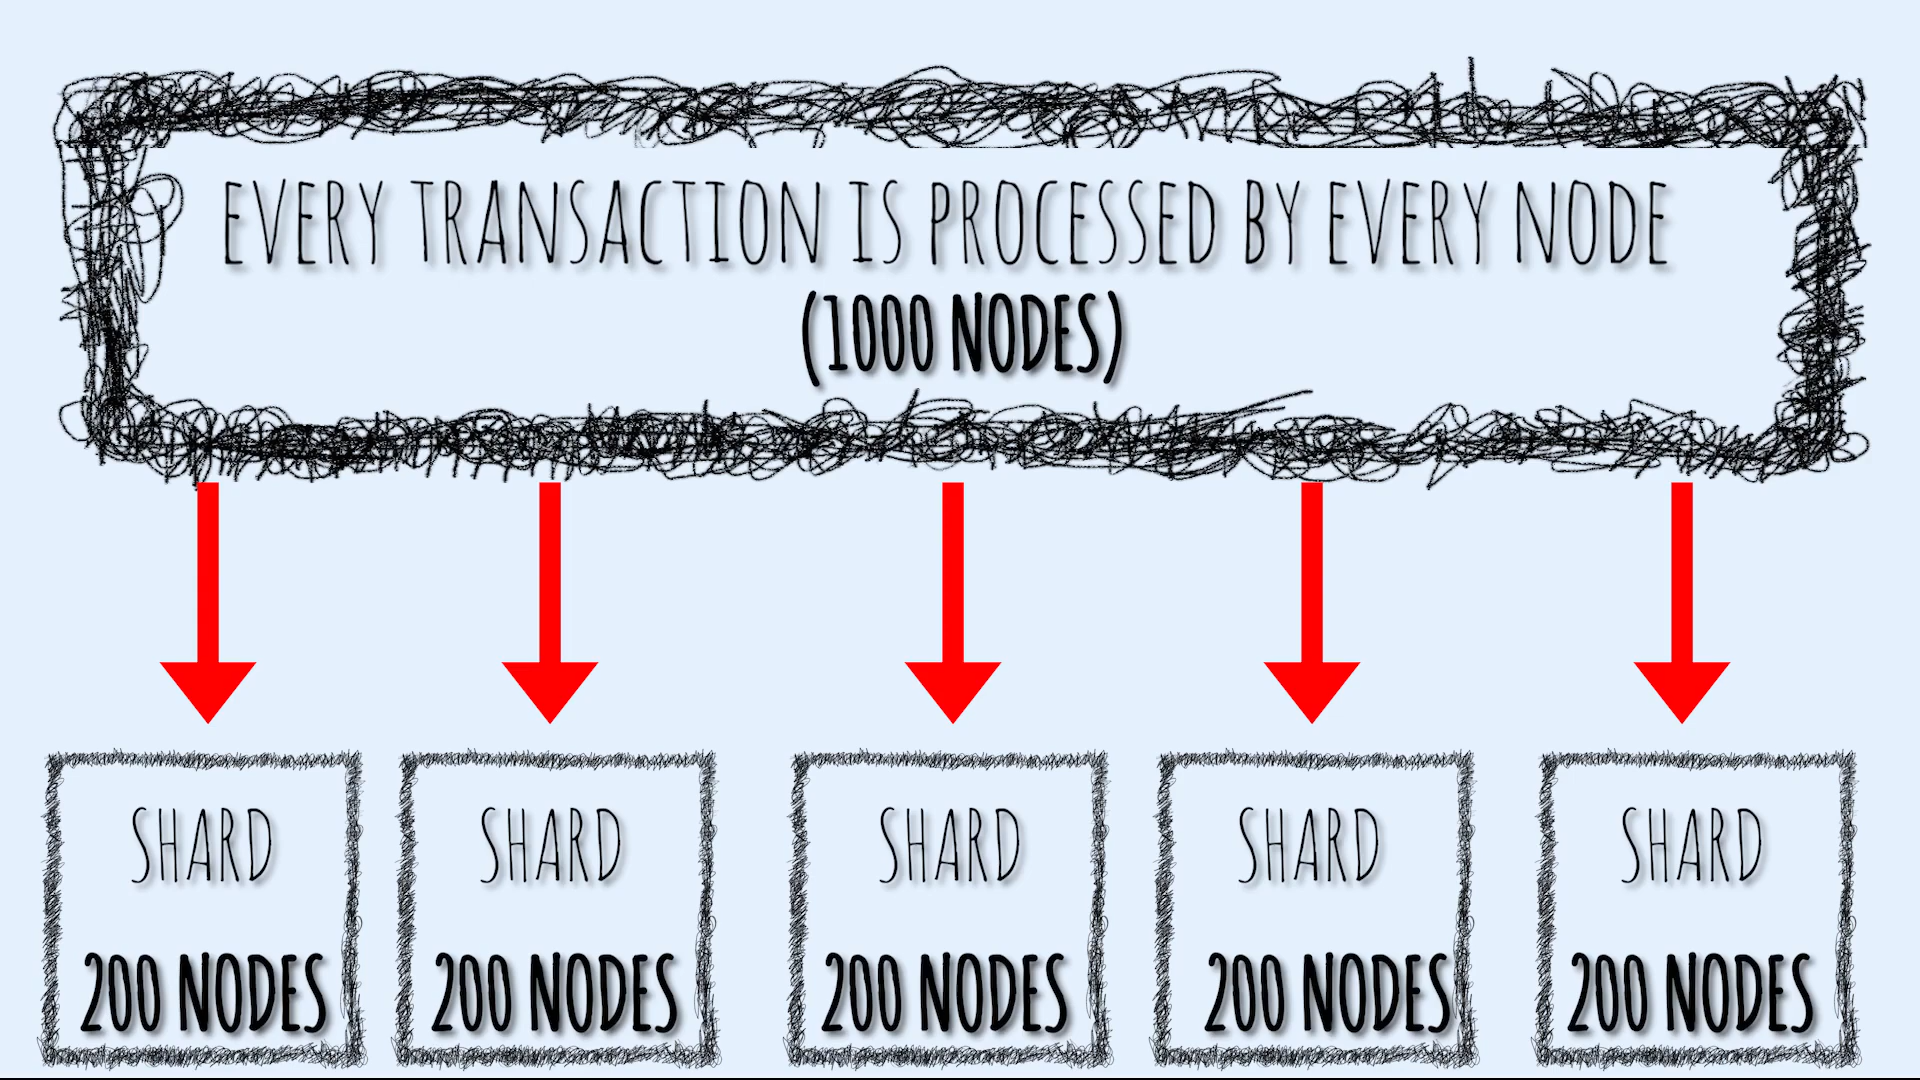 EVERY TRANSACTION IS PROCESSED BY EVERY NODE
(1000 NODES)
SHARD
200 NODES
SHARD
200 NODES
SHARD
200 NODES
SHARD
200 NODES
SHARD
200 NODES